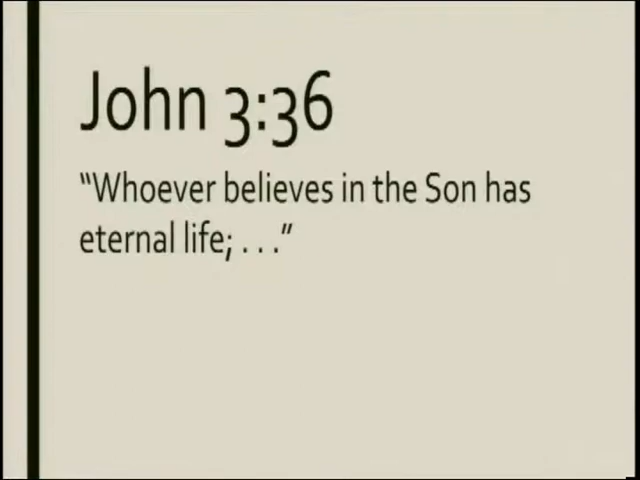 John 3:36
“Whoever believes in the Son has
eternal life; . . .”